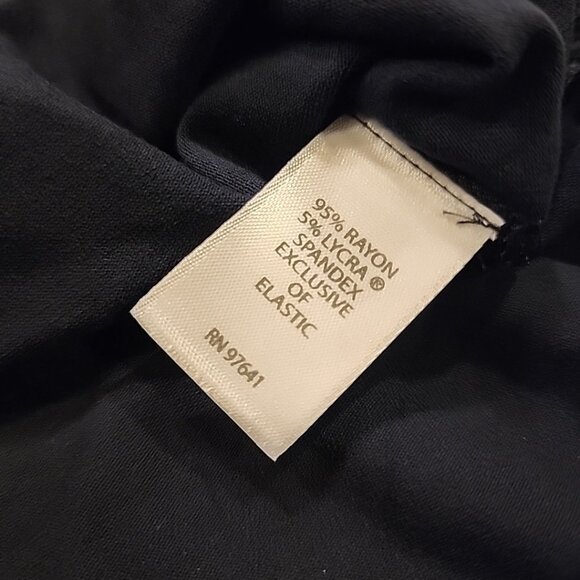 95% RAYON
5% LYCRA ®
SPANDEX
EXCLUSIVE
OF
ELASTIC
RN 97641